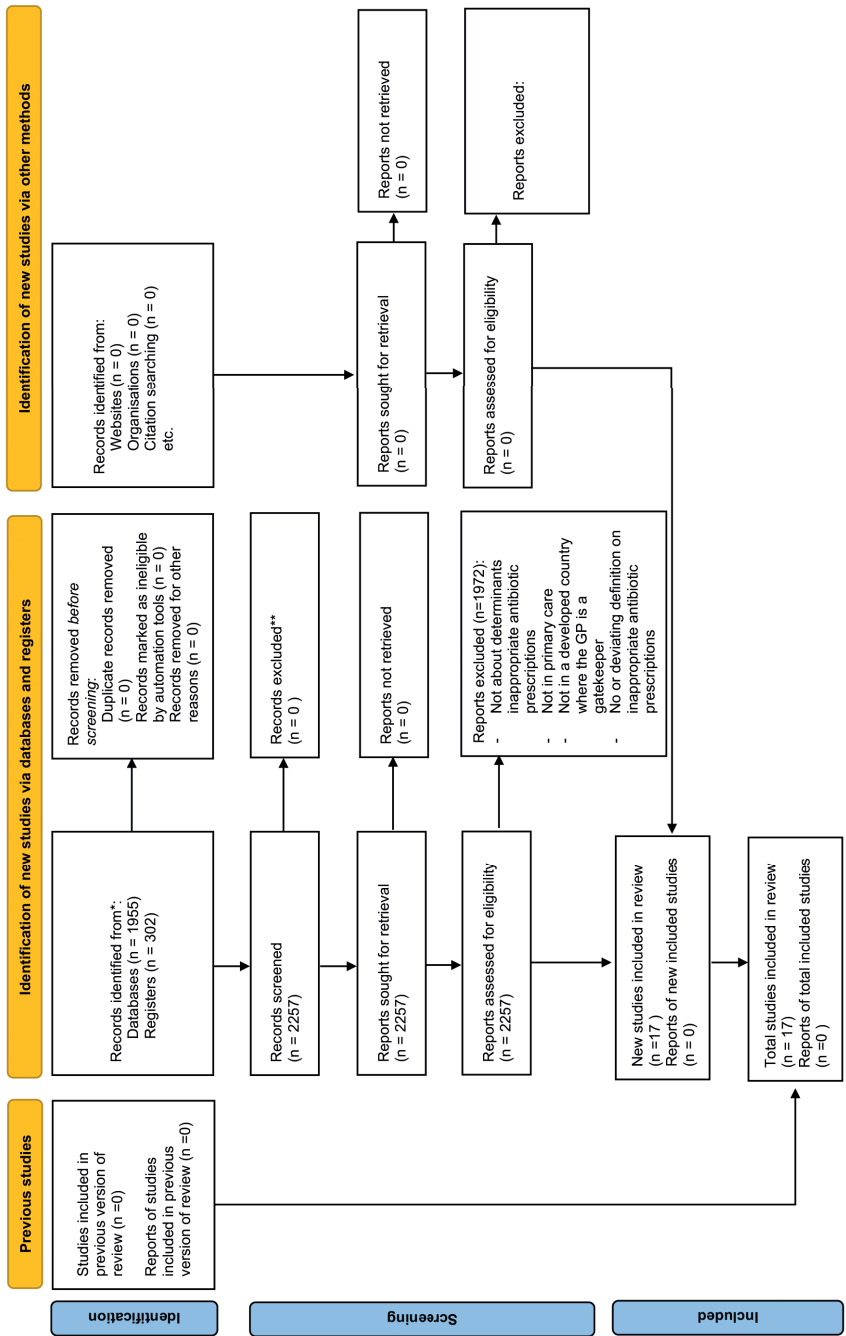 Previous studies
Identification of new studies via databases and registers
Identification of new studies via other methods
Identification
Studies included in
previous version of
review (n =0)
Reports of studies
included in previous
version of review (n =0)
Records identified from*:
Databases (n = 1955)
Registers (n = 302)
Records removed before
screening:
Duplicate records removed
(n = 0)
Records marked as ineligible
by automation tools (n = 0)
Records removed for other
reasons (n = 0)
Records identified from:
Websites (n = 0)
Organisations (n = 0)
Citation searching (n = 0)
etc.
Screening
Records screened
(n = 2257)
Records excluded**
(n = 0 )
Reports sought for retrieval
(n = 2257)
Reports not retrieved
(n = 0)
Reports sought for retrieval
(n = 0)
Reports not retrieved
(n = 0)
Reports assessed for eligibility
(n = 2257)
Reports excluded (n=1972):
- Not about determinants
inappropriate antibiotic
prescriptions
- Not in primary care
- Not in a developed country
where the GP is a
gatekeeper
- No or deviating definition on
inappropriate antibiotic
prescriptions
Reports assessed for eligibility
(n = 0)
Reports excluded:
Included
New studies included in review
(n =17 )
Reports of new included studies
(n = 0)
Total studies included in review
(n = 17)
Reports of total included studies
(n =0 )